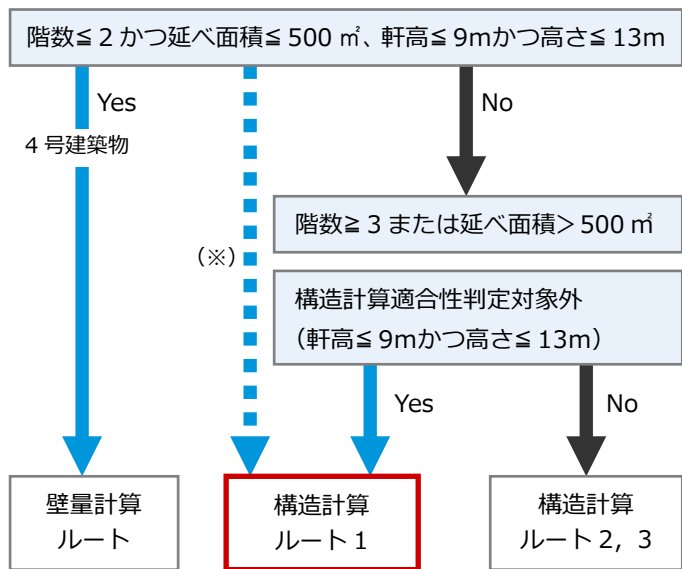 階数≦2かつ延べ面積≦500㎡、軒高≦9mかつ高さ≦13m
Yes
No
4号建築物
階数≧3または延べ面積＞500㎡
（※）
構造計算適合性判定対象外
（軒高≦9mかつ高さ≦13m）
Yes
No
壁量計算
ルート
構造計算
ルート1
構造計算
ルート2，3